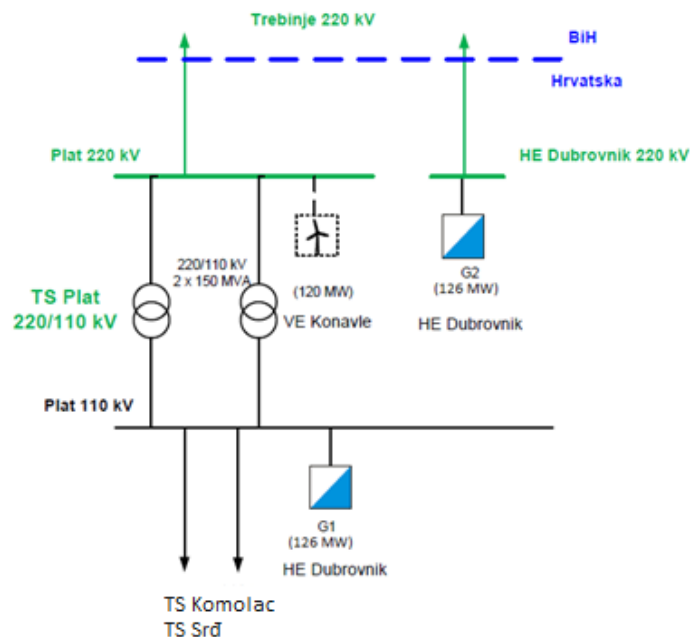 Trebinje 220 kV
BiH
Hrvatska
Plat 220 kV
HE Dubrovnik 220 kV
220/110 kV
2 x 150 MVA
G2
(126 MW)
(120 MW)
TS Plat
220/110 kV
VE Konavle
HE Dubrovnik
Plat 110 kV
G1
(126 MW)
HE Dubrovnik
TS Komolac
TS Srđ